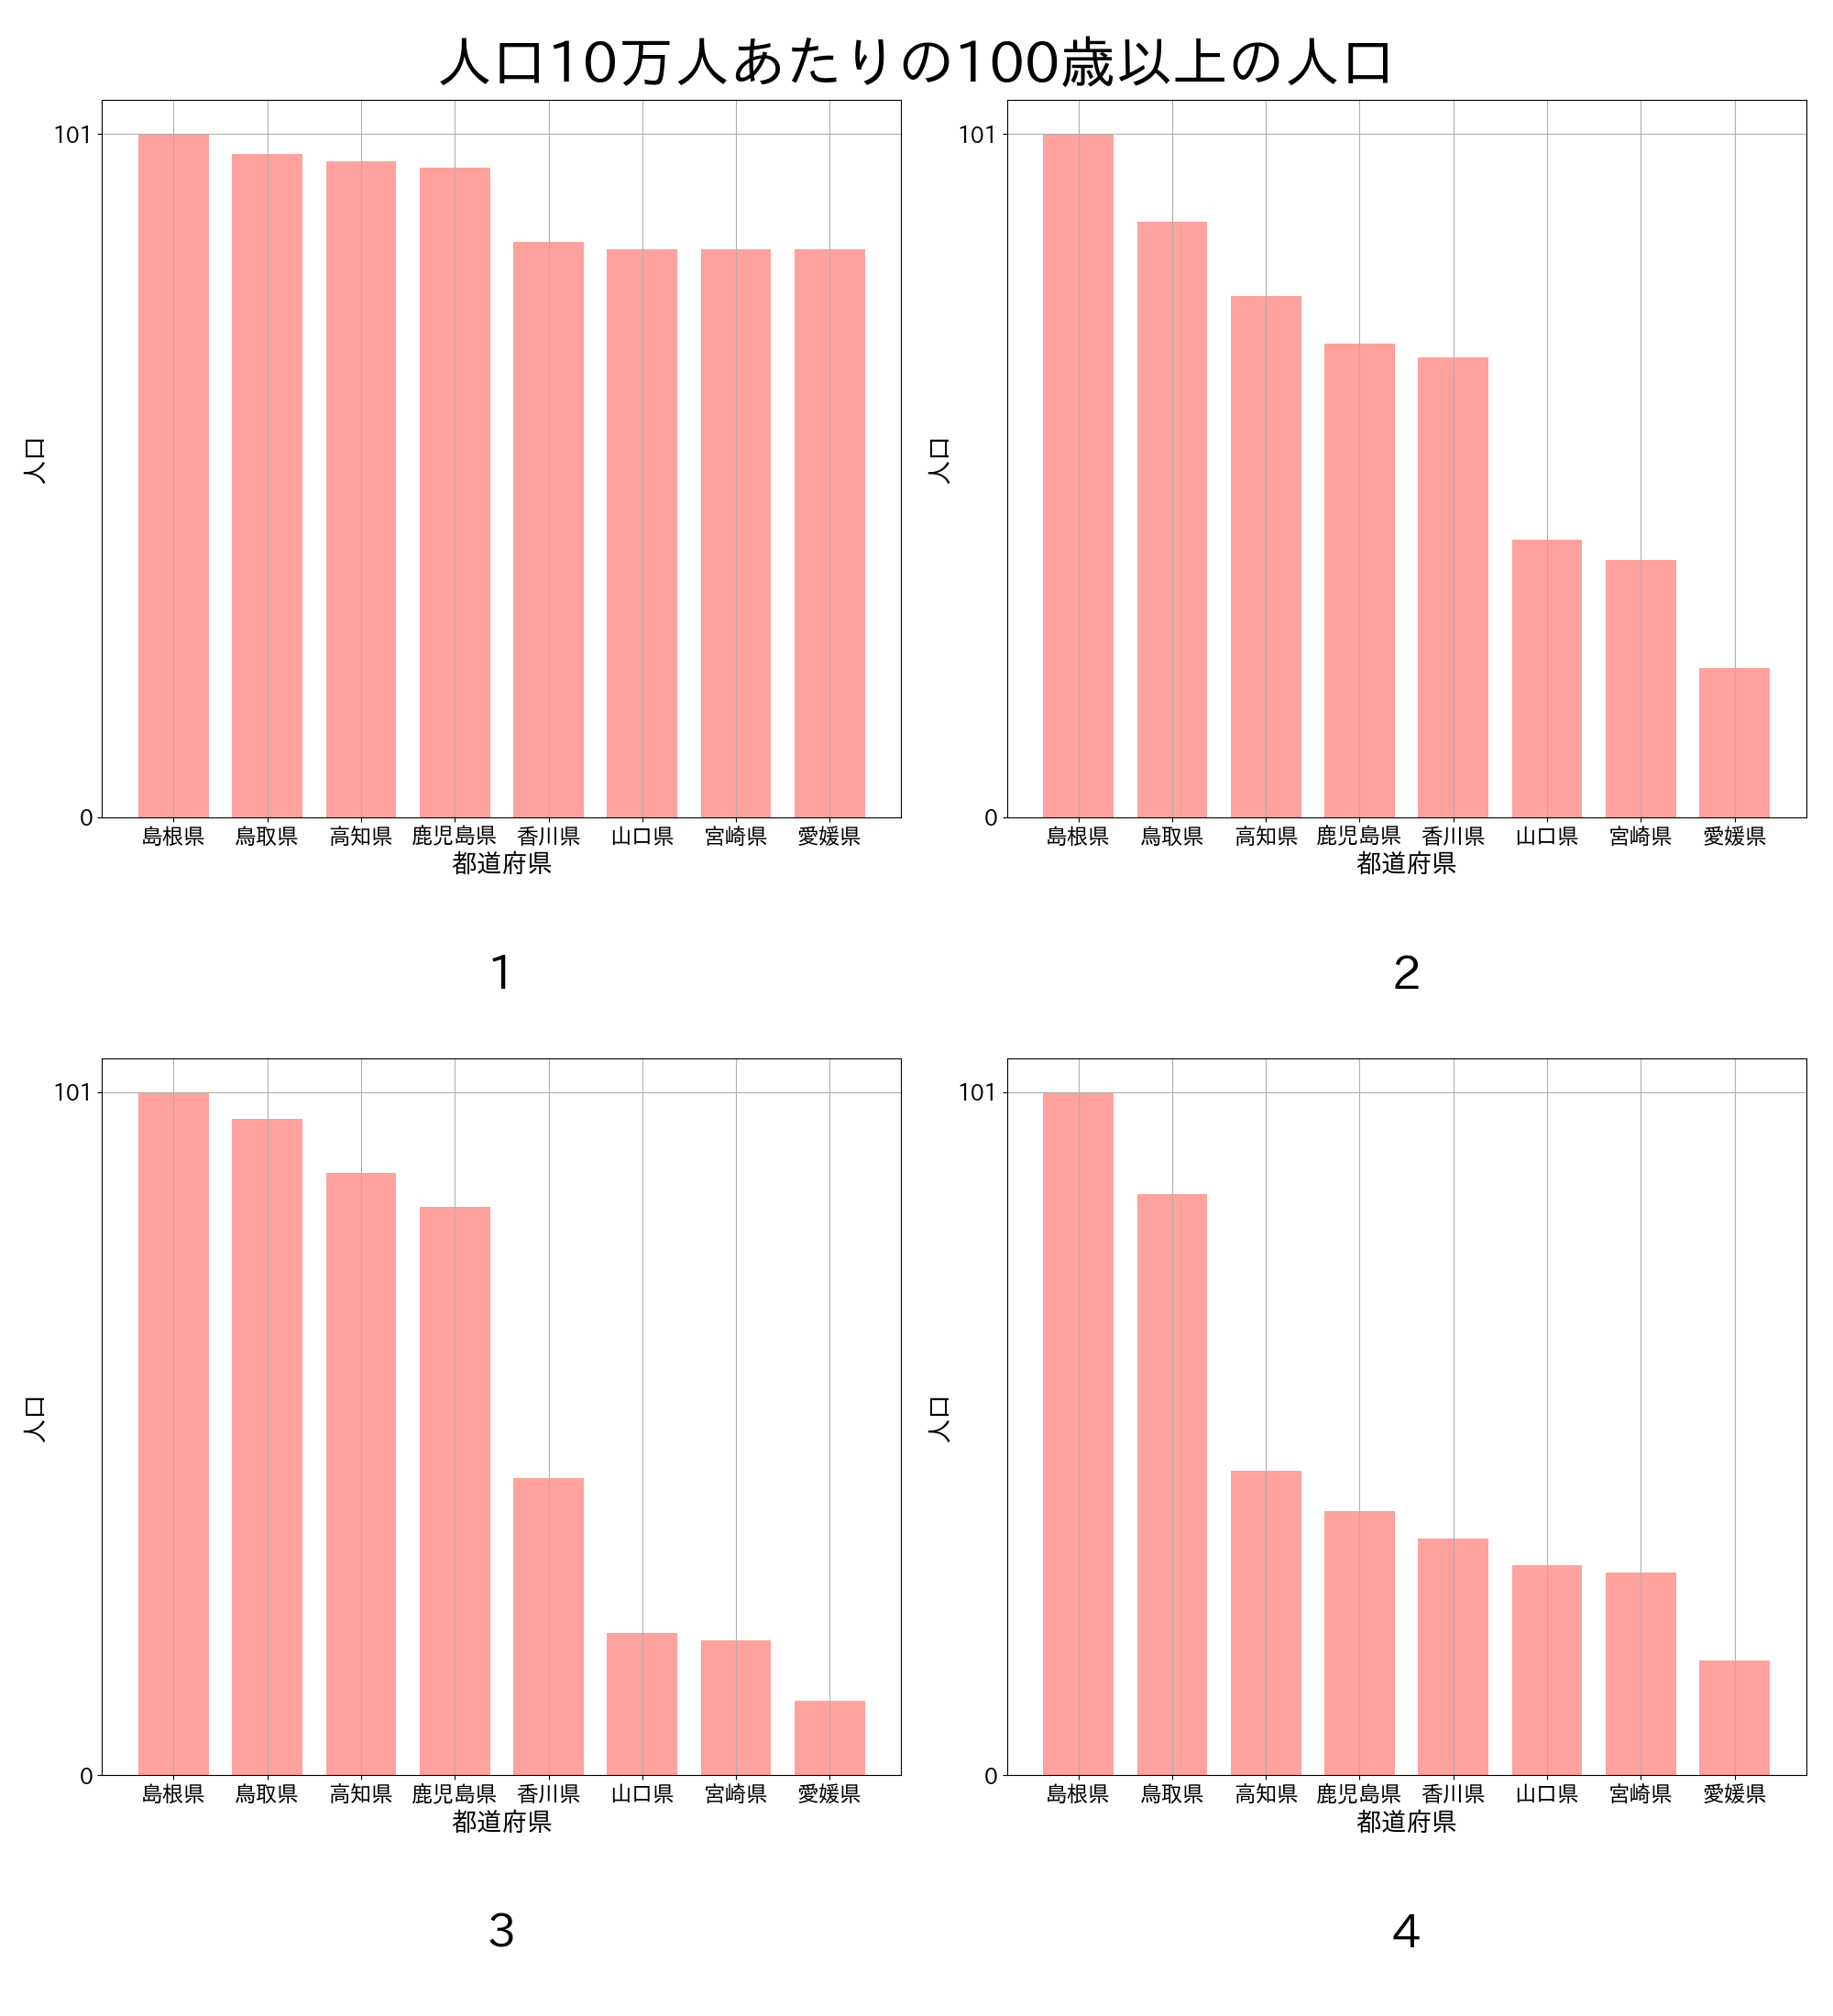 人口10万人あたりの100歳以上の人口
101
0
人口
島根県 鳥取県 高知県 鹿児島県 香川県 山口県 宮崎県 愛媛県
都道府県
1
101
0
人口
島根県 鳥取県 高知県 鹿児島県 香川県 山口県 宮崎県 愛媛県
都道府県
2
101
0
人口
島根県 鳥取県 高知県 鹿児島県 香川県 山口県 宮崎県 愛媛県
都道府県
3
101
0
人口
島根県 鳥取県 高知県 鹿児島県 香川県 山口県 宮崎県 愛媛県
都道府県
4